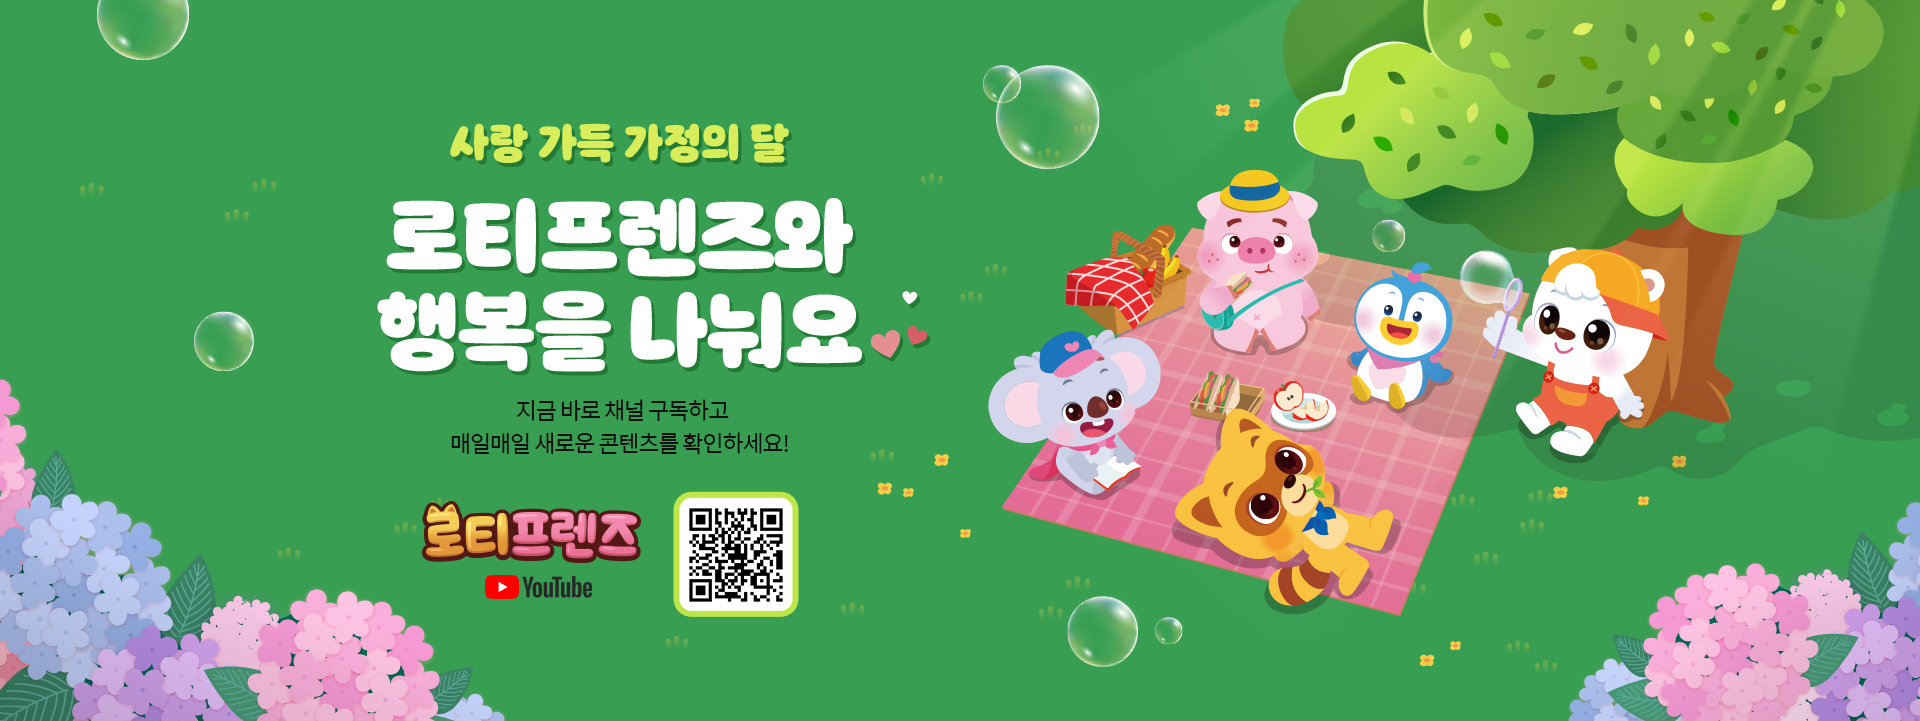 사랑 가득 가정의 달
로티프렌즈와
행복을 나눠요
지금 바로 채널 구독하고
매일매일 새로운 콘텐츠를 확인하세요!
로티프렌즈
YouTube